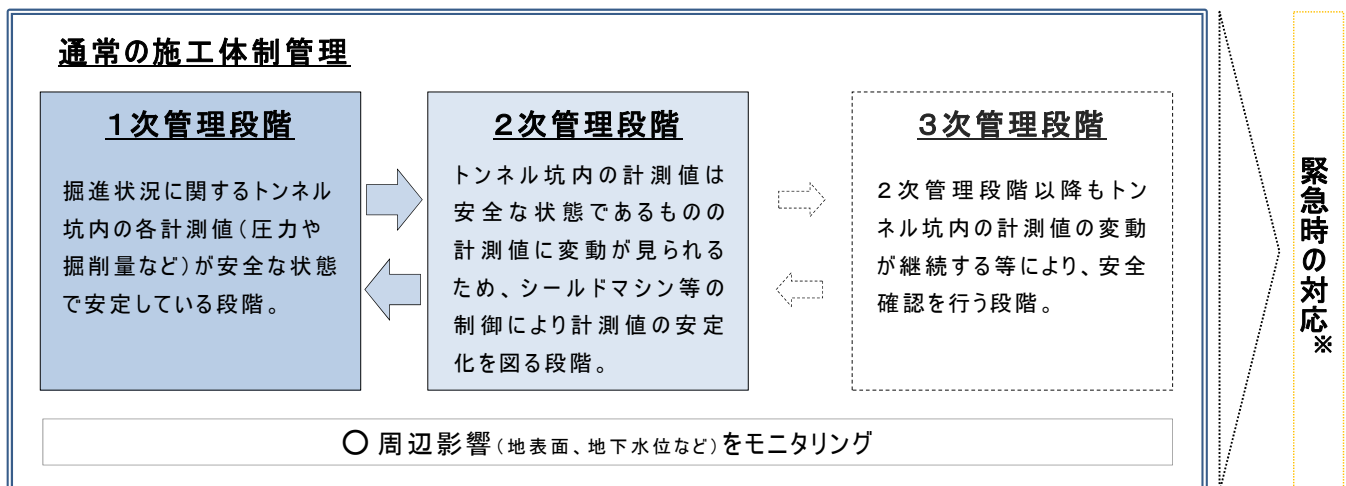 通常の施工体制管理
1次管理段階
掘進状況に関するトンネル
坑内の各計測値(圧力や
掘削量など)が安全な状態
で安定している段階。
2次管理段階
トンネル坑内の計測値は
安全な状態であるものの
計測値に変動が見られる
ため、シールドマシン等の
制御により計測値の安定
化を図る段階。
3次管理段階
2次管理段階以降もトン
ネル坑内の計測値の変動
が継続する等により、安全
確認を行う段階。
〇周辺影響(地表面、地下水位など)をモニタリング
緊急時の対応※